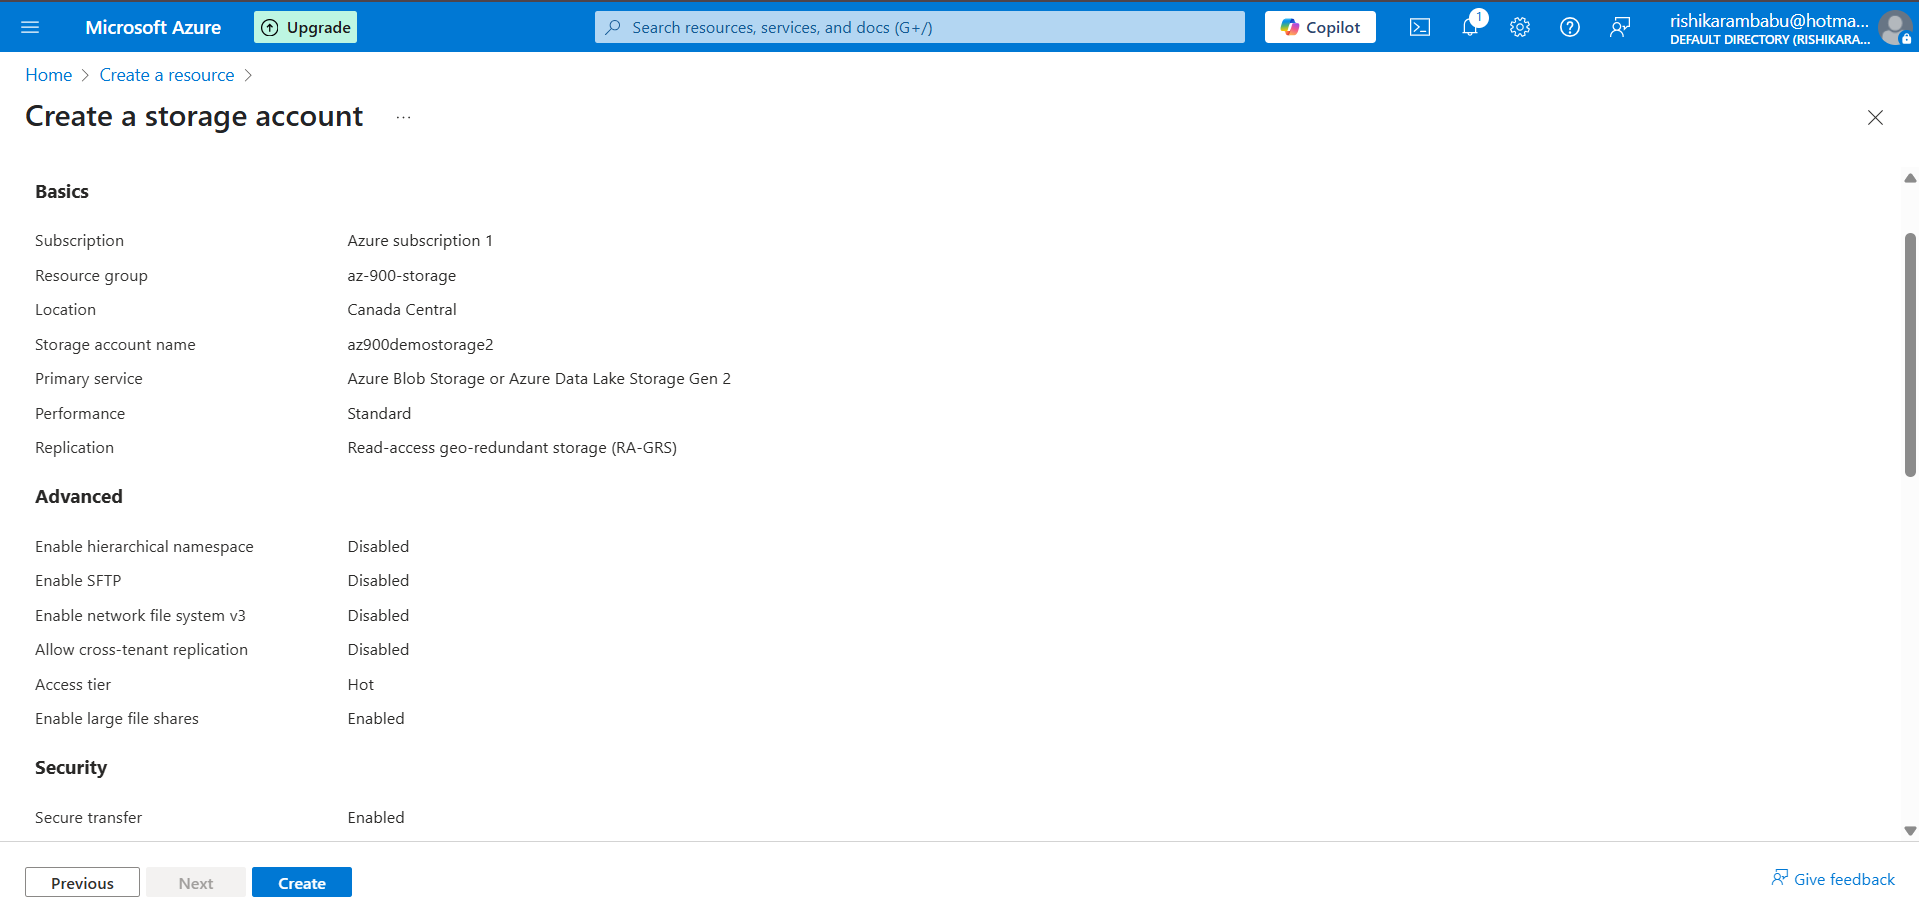 Microsoft Azure
Upgrade
Search resources, services, and docs (G+/)
Copilot
1
rishikarambabu@hotma...
DEFAULT DIRECTORY (RISHIKARA...
Home > Create a resource >
Create a storage account ...
Basics
Subscription Azure subscription 1
Resource group az-900-storage
Location Canada Central
Storage account name az900demostorage2
Primary service Azure Blob Storage or Azure Data Lake Storage Gen 2
Performance Standard
Replication Read-access geo-redundant storage (RA-GRS)
Advanced
Enable hierarchical namespace Disabled
Enable SFTP Disabled
Enable network file system v3 Disabled
Allow cross-tenant replication Disabled
Access tier Hot
Enable large file shares Enabled
Security
Secure transfer Enabled
Previous Next Create
Give feedback